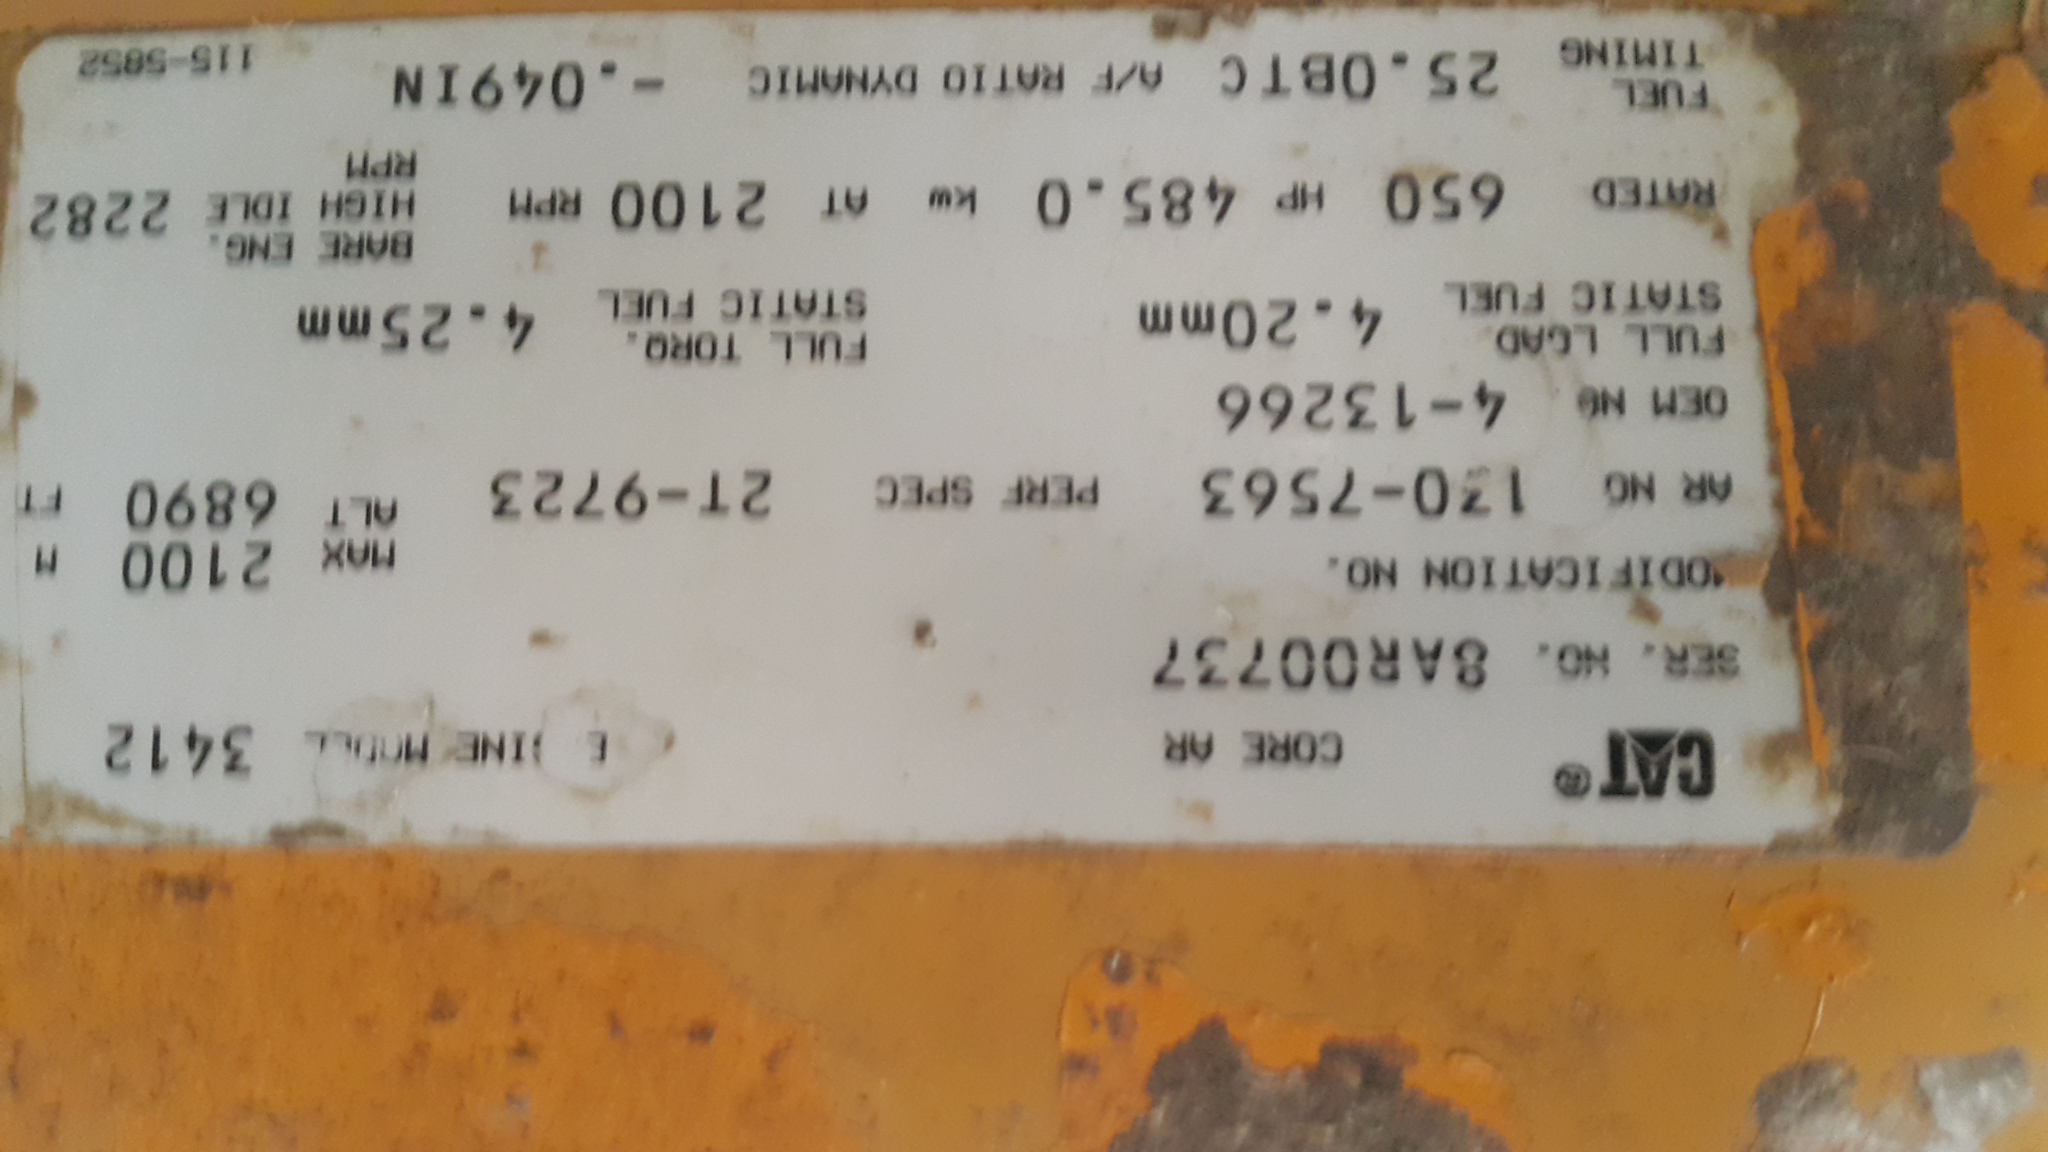 CAT® CORE AR E INE MODEL 3412
SER. NO. 8AR00737
MODIFICATION NO. MAX 2100 M
AR NO 130-7563 PERF SPEC 2T-9723 ALT 6890 FT
OEM NO 4-13266
FULL LOAD FULL TORQ.
STATIC FUEL 4.20mm STATIC FUEL 4.25mm
BARE ENG.
RATED 650 HP 485.0 kw AT 2100 RPM HIGH IDLE 2282
RPM
FUEL
TIMING 25.0BTC A/F RATIO DYNAMIC -.049IN 115-5852